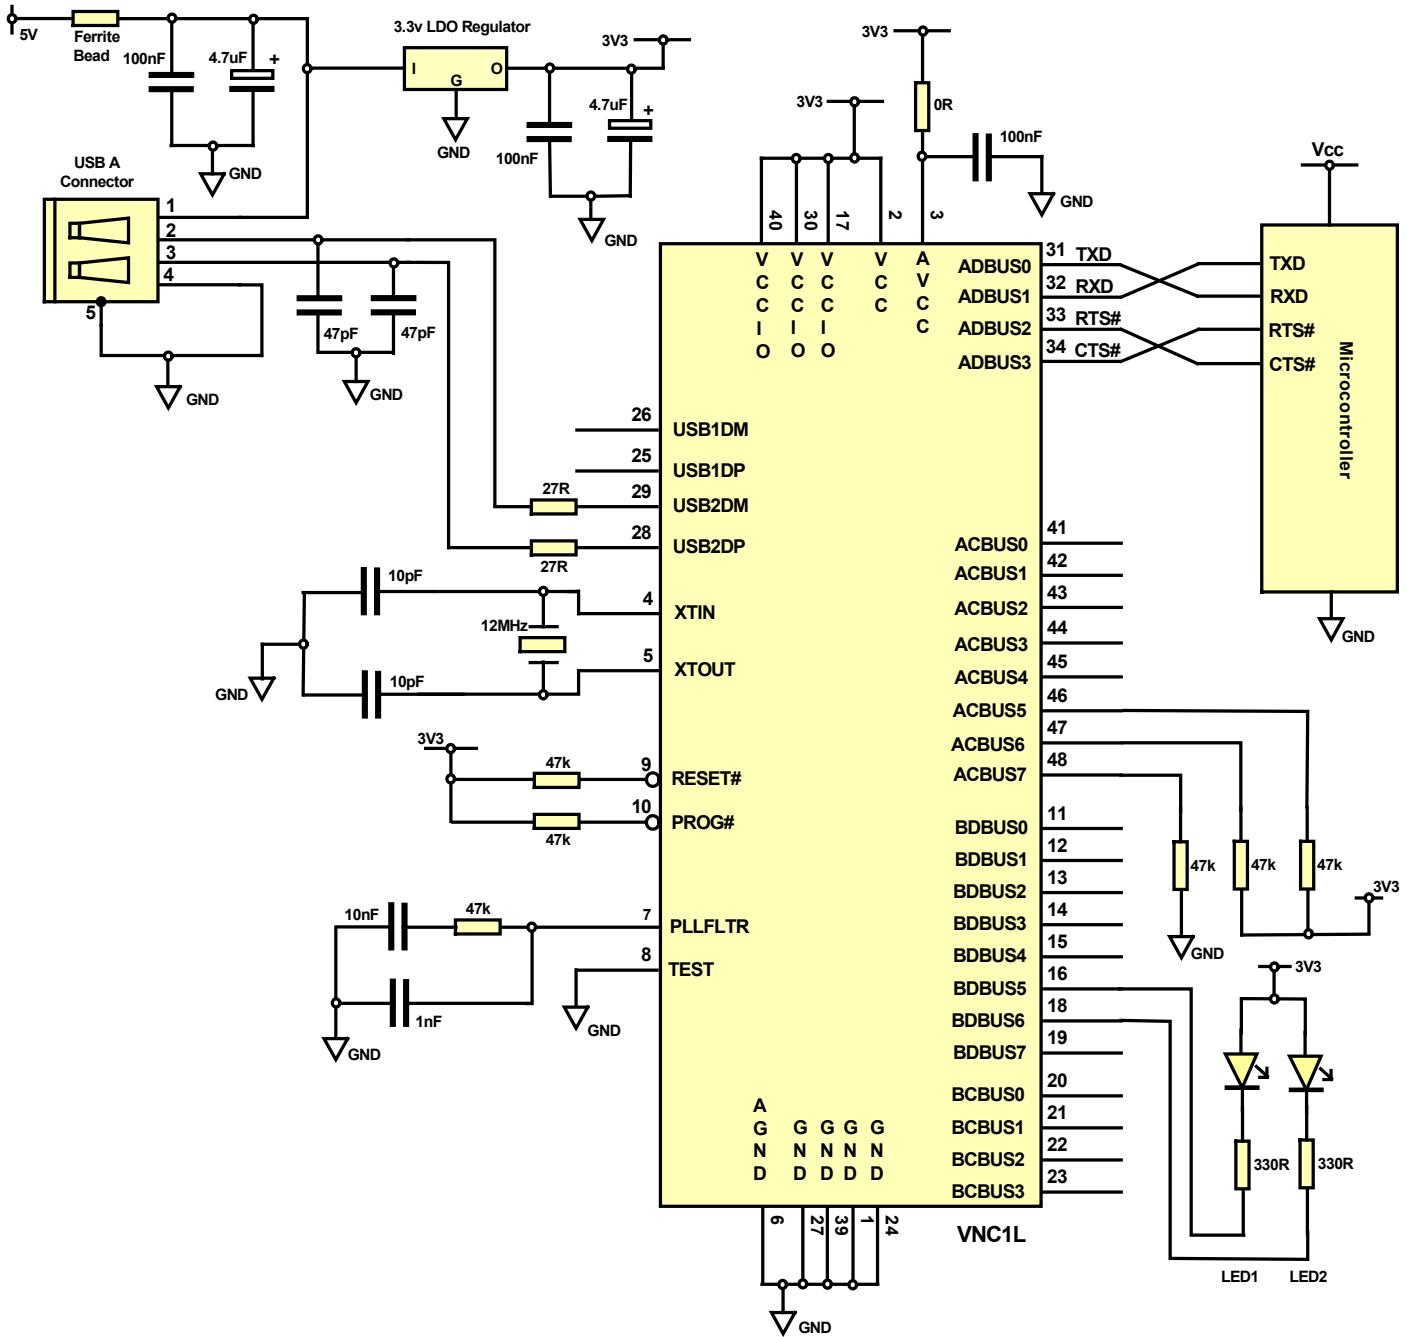 5V
Ferrite
Bead
100nF
4.7uF
+
GND
3.3v LDO Regulator
I
G
O
GND
3V3
100nF
4.7uF
+
GND
USB A
Connector
1
2
3
4
5
GND
47pF
47pF
GND
3V3
0R
3V3
100nF
GND
40
30
17
2
3
VCCIO
VCCIO
VCCIO
VCC
AVCC
Vcc
31 TXD
32 RXD
33 RTS#
34 CTS#
ADBUS0
ADBUS1
ADBUS2
ADBUS3
TXD
RXD
RTS#
CTS#
Microcontroller
GND
26
USB1DM
25
USB1DP
27R
29
USB2DM
28
USB2DP
27R
10pF
4
XTIN
12MHz
5
XTOUT
10pF
GND
3V3
47k
9
RESET#
10
PROG#
47k
10nF
47k
7
PLLFLTR
8
TEST
1nF
GND
GND
41
ACBUS0
42
ACBUS1
43
ACBUS2
44
ACBUS3
45
ACBUS4
46
ACBUS5
47
ACBUS6
48
ACBUS7
11
BDBUS0
12
BDBUS1
13
BDBUS2
14
BDBUS3
15
BDBUS4
16
BDBUS5
18
BDBUS6
19
BDBUS7
20
BCBUS0
21
BCBUS1
22
BCBUS2
23
BCBUS3
47k
47k
47k
3V3
GND
3V3
330R
330R
LED1
LED2
AGND
GND
GND
GND
GND
6
27
39
1
24
VNC1L
GND